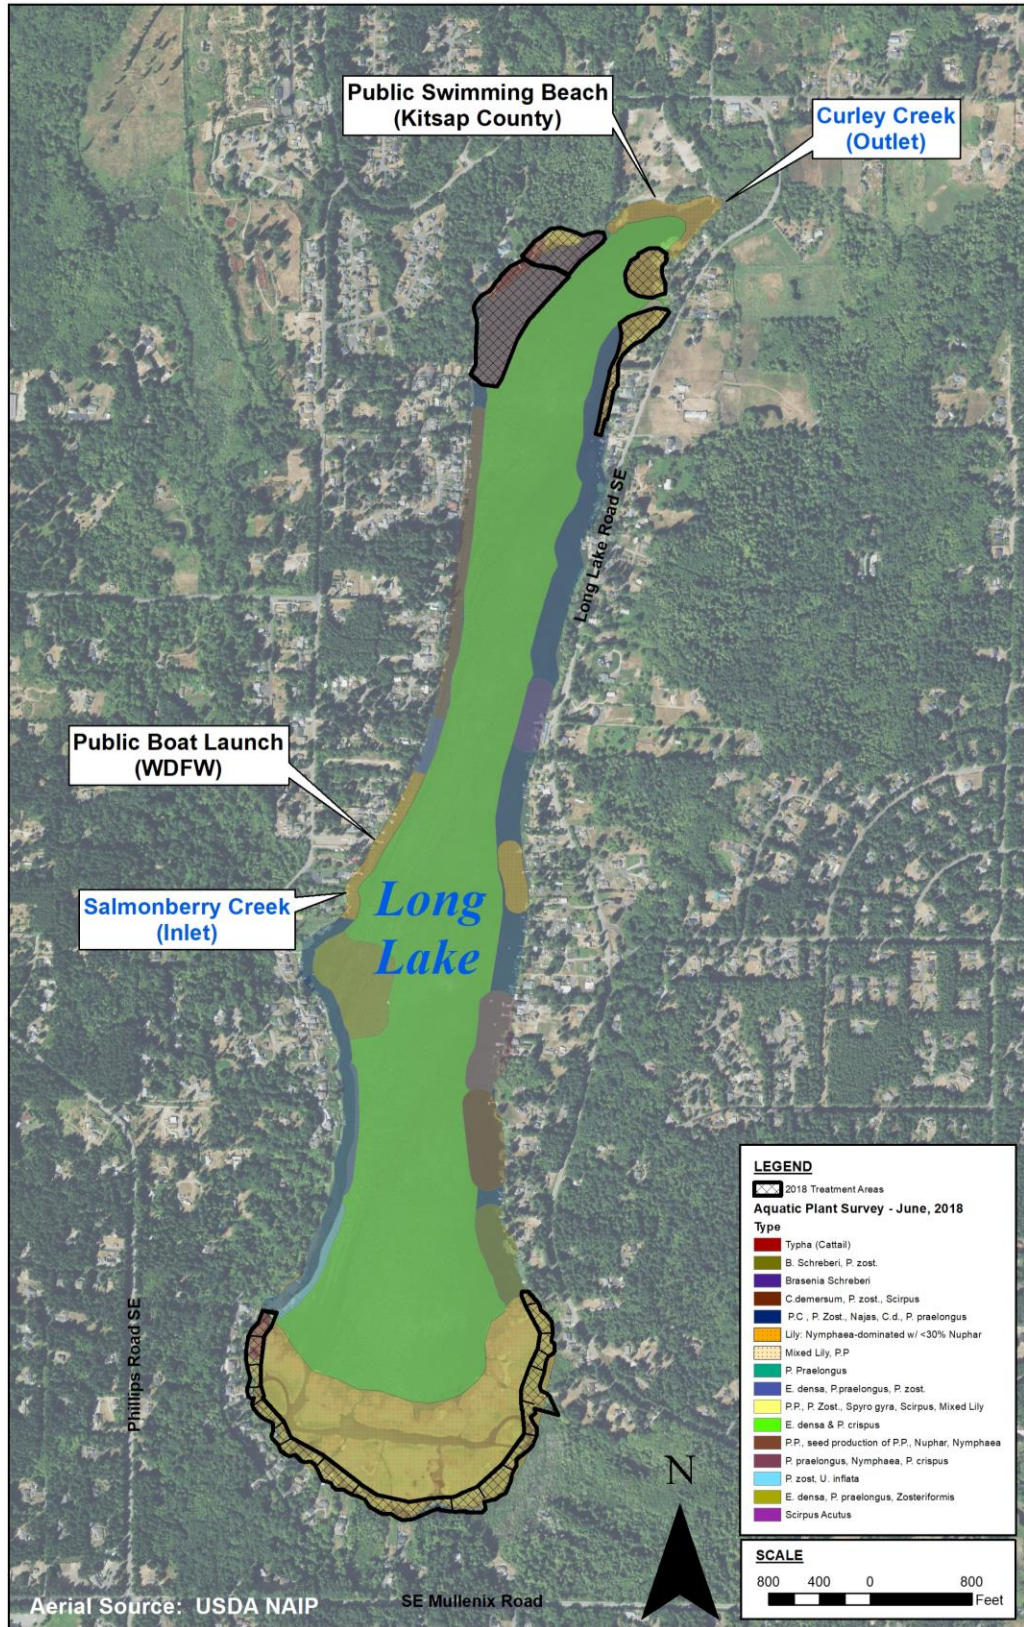 Public Swimming Beach
(Kitsap County)
Curley Creek
(Outlet)
Long Lake Road SE
Public Boat Launch
(WDFW)
Salmonberry Creek
(Inlet)
Long
Lake
Phillips Road SE
LEGEND
2018 Treatment Areas
Aquatic Plant Survey - June, 2018
Type
Typha (Cattail)
B. Schreberi, P. zost.
Brasenia Schreberi
C.demersum, P. zost., Scirpus
P.C , P. Zost., Najas, C.d., P. praelongus
Lily: Nymphaea-dominated w/ <30% Nuphar
Mixed Lily, P.P
P. Praelongus
E. densa, P.praelongus, P. zost.
P.P., P. Zost., Spyro gyra, Scirpus, Mixed Lily
E. densa & P. crispus
P.P., seed production of P.P., Nuphar, Nymphaea
P. praelongus, Nymphaea, P. crispus
P. zost, U. inflata
E. densa, P. praelongus, Zosteriformis
Scirpus Acutus
N
SCALE
800 400 0 800
Feet
Aerial Source: USDA NAIP
SE Mullenix Road